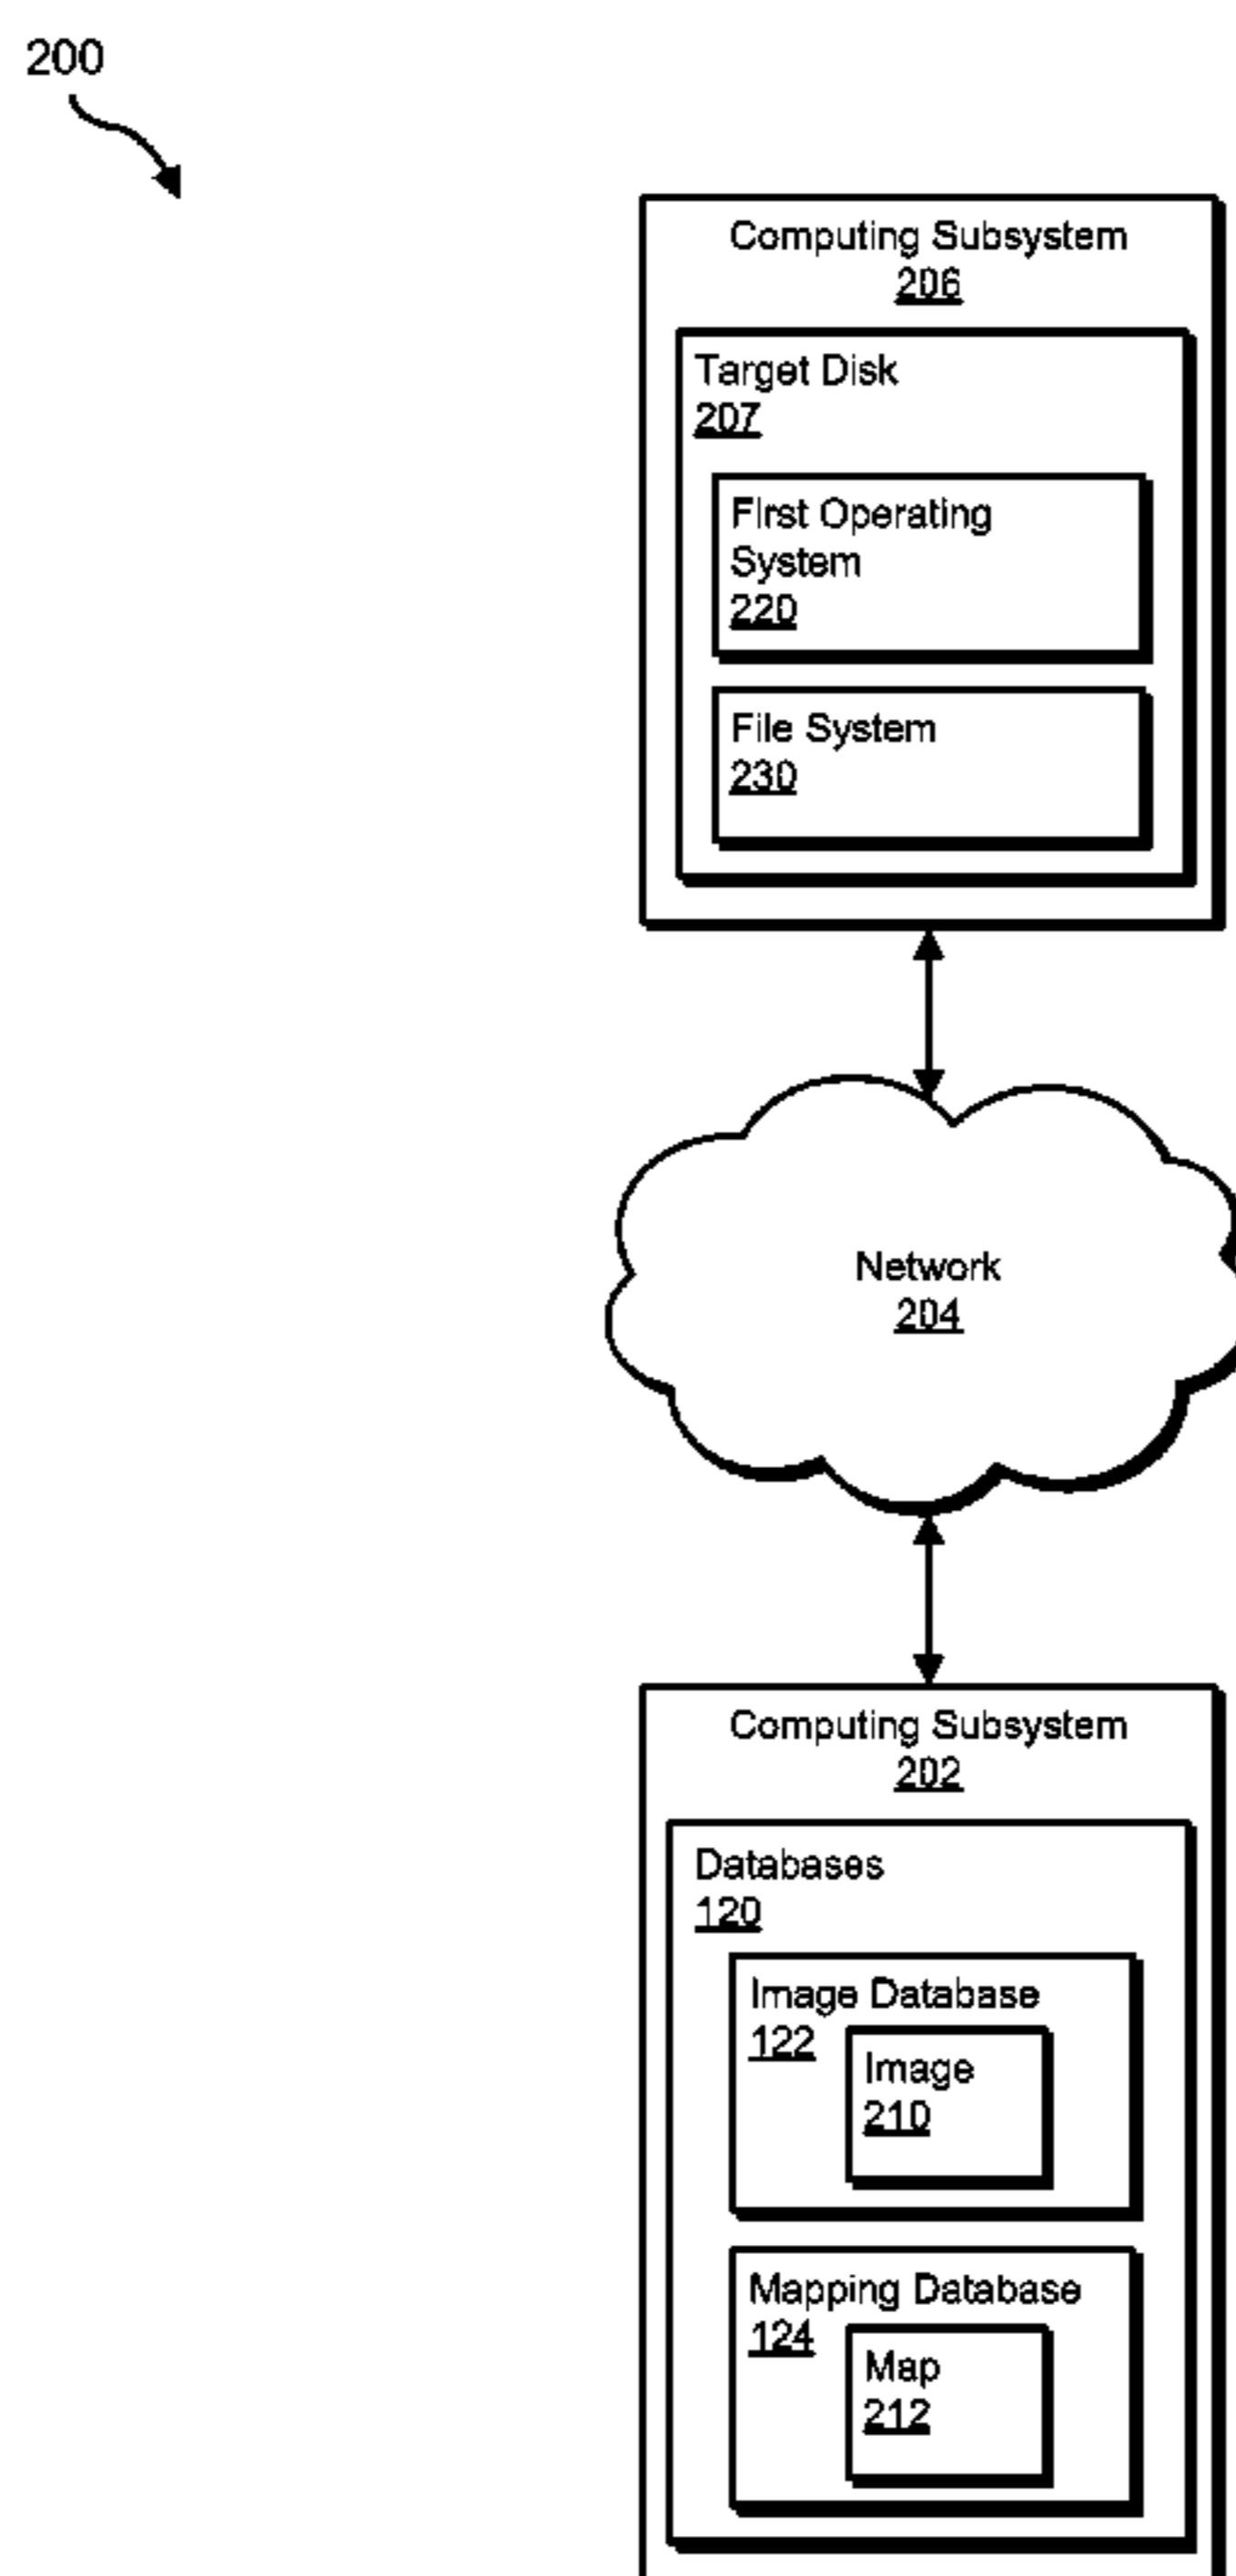 200
Computing Subsystem
206
Target Disk
207
First Operating
System
220
File System
230
Network
204
Computing Subsystem
202
Databases
120
Image Database
122
Image
210
Mapping Database
124
Map
212